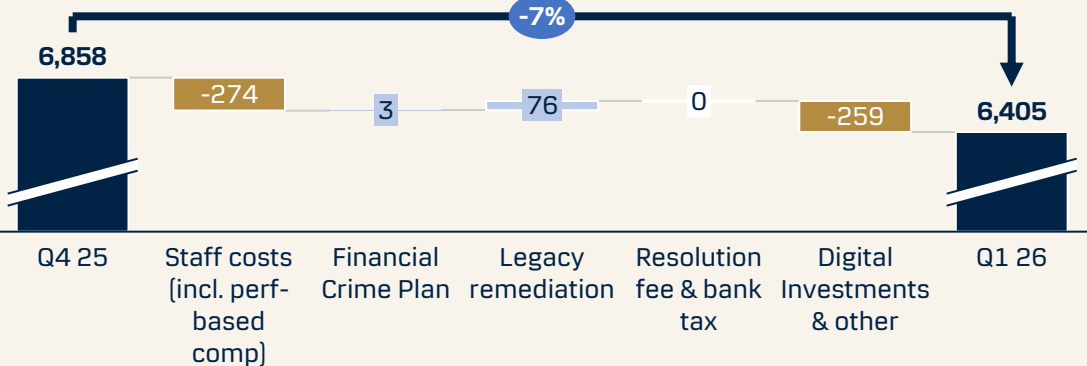 -7%
6,858
-274
3
76
0
-259
6,405
Q4 25
Staff costs
(incl. perf-
based
comp)
Financial
Crime Plan
Legacy
remediation
Resolution
fee & bank
tax
Digital
Investments
& other
Q1 26